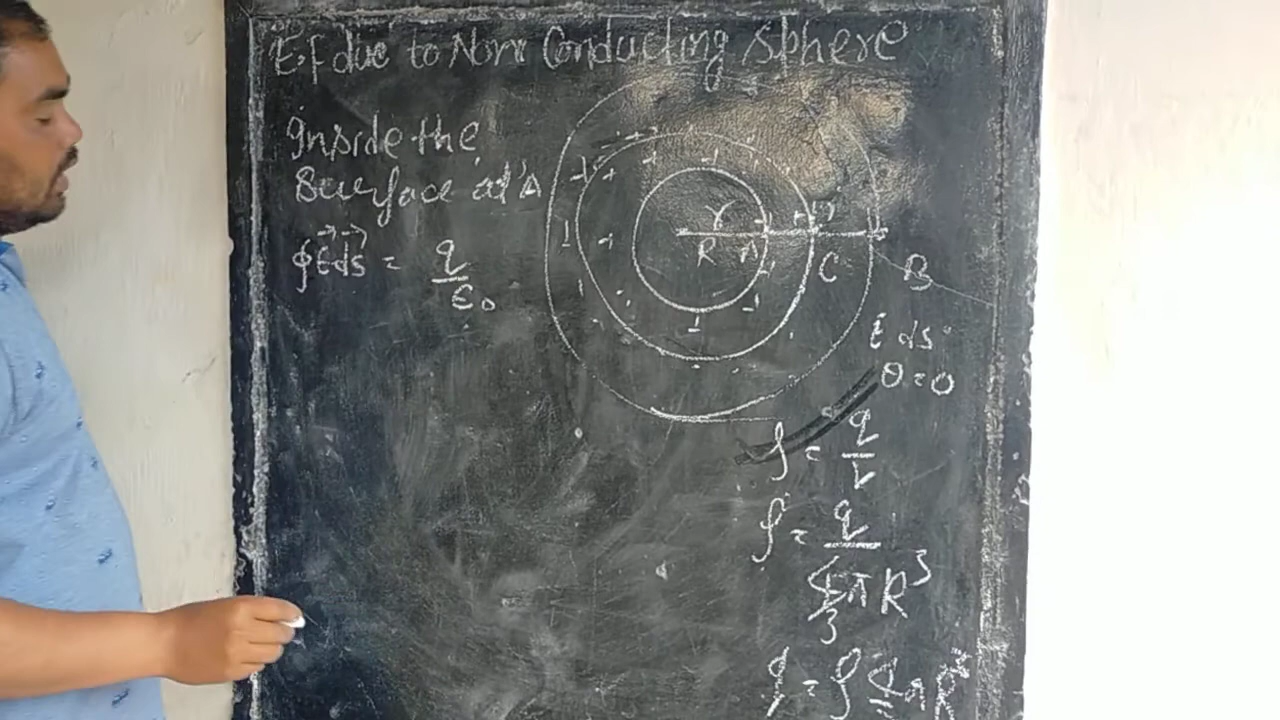 E.f due to Non Conducting sphere
Inside the
Surface at A
∮E⃗ds⃗ = q/ε₀
r
R A
C
B
E ds
θ=0
ρ = q/v
ρ = q/(4/3 πR³)